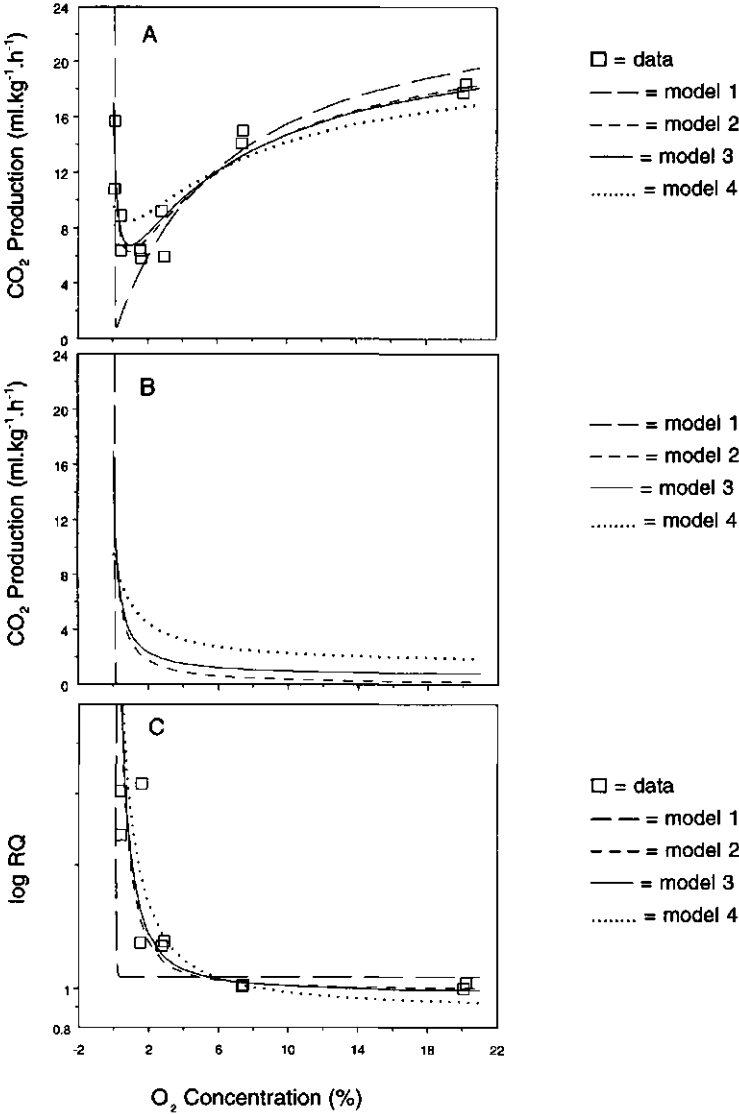 A
24
20
16
12
8
4
0
CO₂ Production (ml.kg⁻¹.h⁻¹)
□ = data
— — = model 1
- - - = model 2
—— = model 3
······ = model 4
B
24
20
16
12
8
4
0
CO₂ Production (ml.kg⁻¹.h⁻¹)
— — = model 1
- - - = model 2
—— = model 3
······ = model 4
C
1
0.8
log RQ
□ = data
— — = model 1
- - - = model 2
—— = model 3
······ = model 4
-2 2 6 10 14 18 22
O₂ Concentration (%)